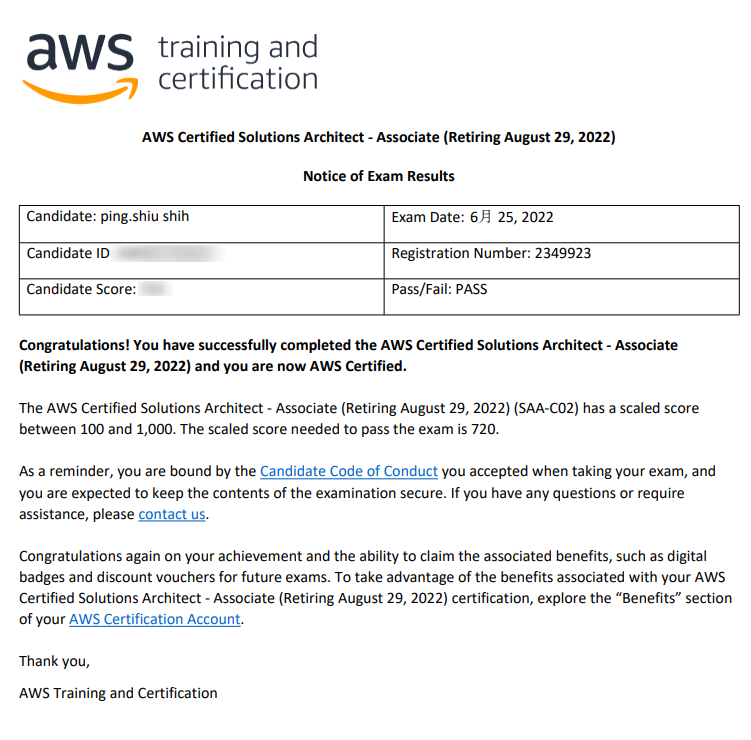 aws training and
certification
AWS Certified Solutions Architect - Associate (Retiring August 29, 2022)
Notice of Exam Results
Candidate: ping.shiu shih
Exam Date: 6月 25, 2022
Candidate ID
Registration Number: 2349923
Candidate Score:
Pass/Fail: PASS
Congratulations! You have successfully completed the AWS Certified Solutions Architect - Associate
(Retiring August 29, 2022) and you are now AWS Certified.
The AWS Certified Solutions Architect - Associate (Retiring August 29, 2022) (SAA-C02) has a scaled score
between 100 and 1,000. The scaled score needed to pass the exam is 720.
As a reminder, you are bound by the Candidate Code of Conduct you accepted when taking your exam, and
you are expected to keep the contents of the examination secure. If you have any questions or require
assistance, please contact us.
Congratulations again on your achievement and the ability to claim the associated benefits, such as digital
badges and discount vouchers for future exams. To take advantage of the benefits associated with your AWS
Certified Solutions Architect - Associate (Retiring August 29, 2022) certification, explore the “Benefits” section
of your AWS Certification Account.
Thank you,
AWS Training and Certification